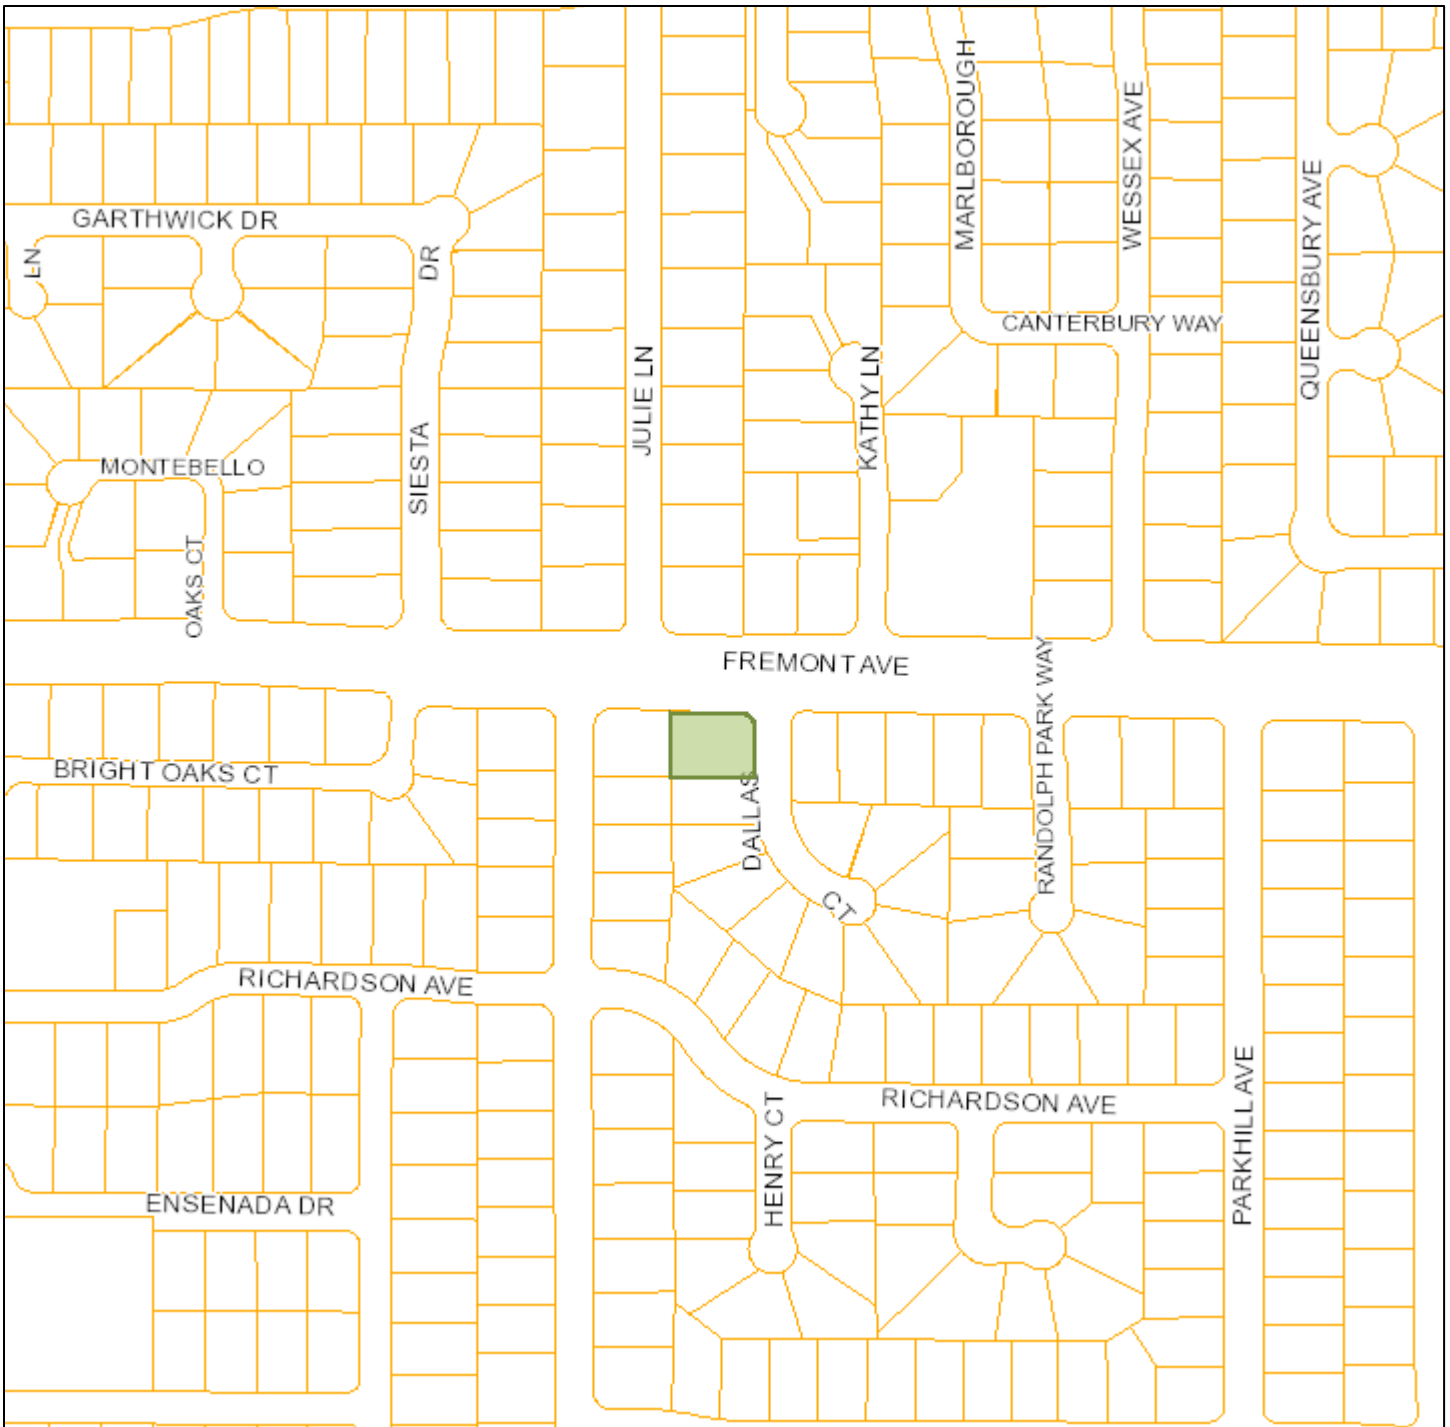 MARLBOROUGH
WESSEX AVE
QUEENSBURY AVE
GARTHWICK DR
LN
DR
CANTERBURY WAY
JULIE LN
KATHY LN
SIESTA
MONTEBELLO
OAKS CT
FREMONT AVE
RANDOLPH PARK WAY
BRIGHT OAKS CT
DALLAS
CT
RICHARDSON AVE
PARKHILL AVE
RICHARDSON AVE
HENRY CT
ENSENADA DR